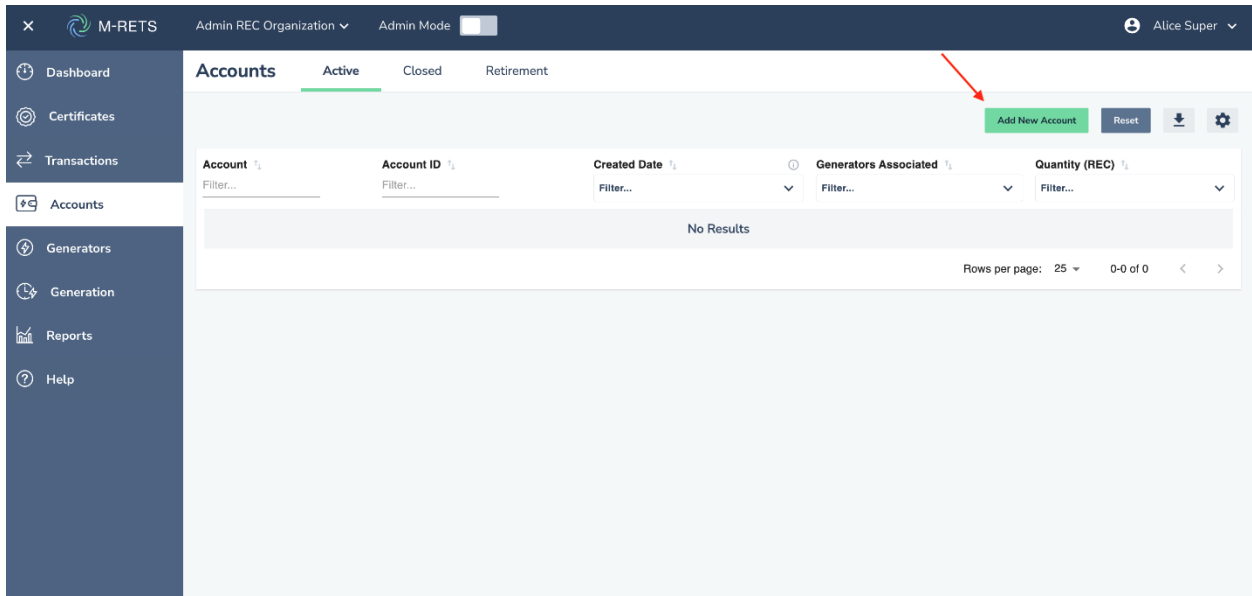 M-RETS Admin REC Organization Admin Mode Alice Super
Dashboard
Certificates
Transactions
Accounts
Generators
Generation
Reports
Help
Accounts Active Closed Retirement
Add New Account Reset
Account Account ID Created Date Generators Associated Quantity (REC)
Filter... Filter... Filter... Filter... Filter...
No Results
Rows per page: 25 0-0 of 0